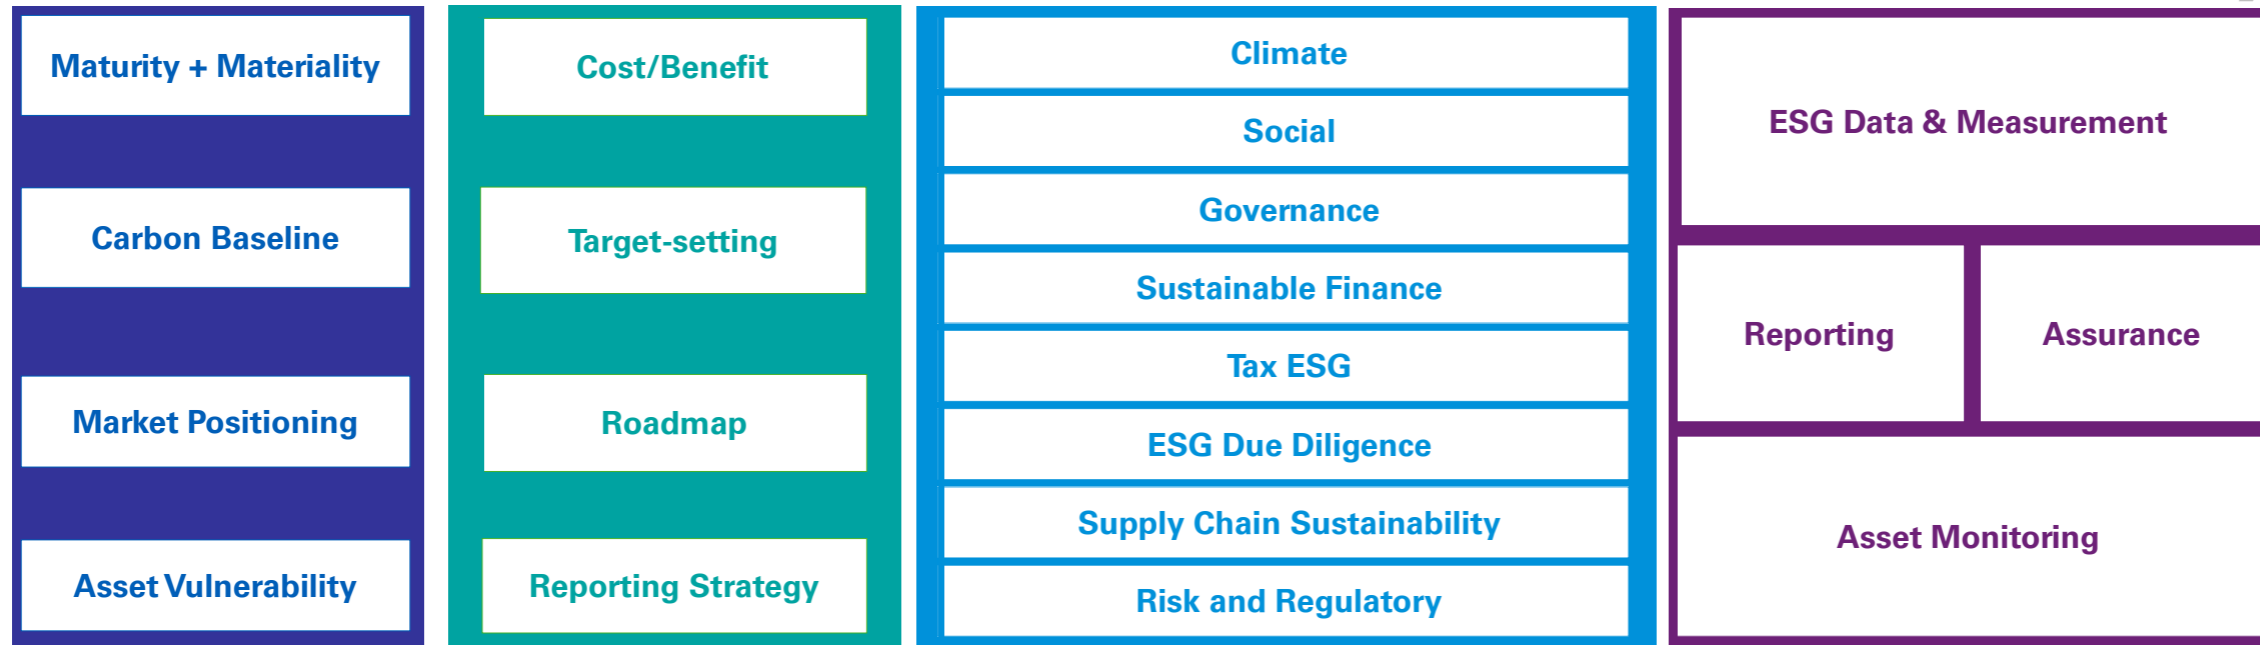 Maturity + Materiality
Carbon Baseline
Market Positioning
Asset Vulnerability
Cost/Benefit
Target-setting
Roadmap
Reporting Strategy
Climate
Social
Governance
Sustainable Finance
Tax ESG
ESG Due Diligence
Supply Chain Sustainability
Risk and Regulatory
ESG Data & Measurement
Reporting
Assurance
Asset Monitoring